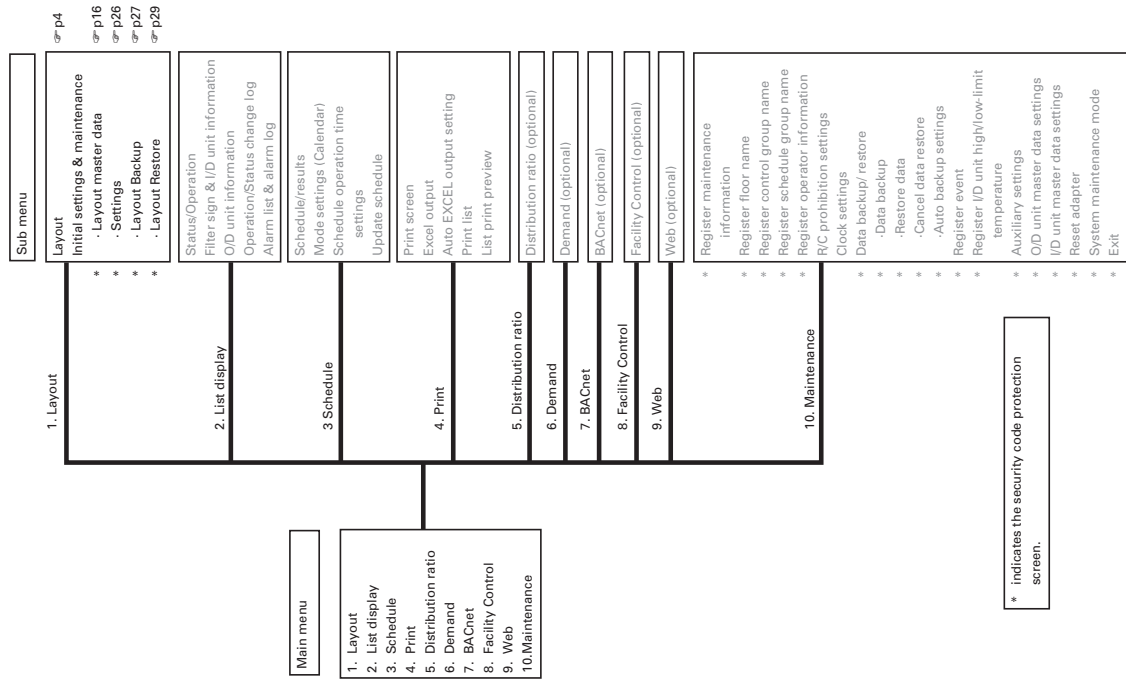 Main menu
1. Layout
2. List display
3. Schedule
4. Print
5. Distribution ratio
6. Demand
7. BACnet
8. Facility Control
9. Web
10.Maintenance
Sub menu
1. Layout
Layout ☞ p4
Initial settings & maintenance
* · Layout master data ☞ p16
* · Settings ☞ p26
* · Layout Backup ☞ p27
* · Layout Restore ☞ p29
2. List display
Status/Operation
Filter sign & I/D unit information
O/D unit information
Operation/Status change log
Alarm list & alarm log
3 Schedule
Schedule/results
Mode settings (Calendar)
Schedule operation time
settings
Update schedule
4. Print
Print screen
Excel output
Auto EXCEL output setting
Print list
List print preview
5. Distribution ratio
Distribution ratio (optional)
6. Demand
Demand (optional)
7. BACnet
BACnet (optional)
8. Facility Control
Facility Control (optional)
9. Web
Web (optional)
10. Maintenance
* Register maintenance
information
* Register floor name
* Register control group name
* Register schedule group name
* Register operator information
R/C prohibition settings
Clock settings
* Data backup/ restore
* ·Data backup
* ·Restore data
* ·Cancel data restore
* ·Auto backup settings
* Register event
* Register I/D unit high/low-limit
temperature
* Auxiliary settings
* O/D unit master data settings
* I/D unit master data settings
* Reset adapter
* System maintenance mode
* Exit
* indicates the security code protection
screen.